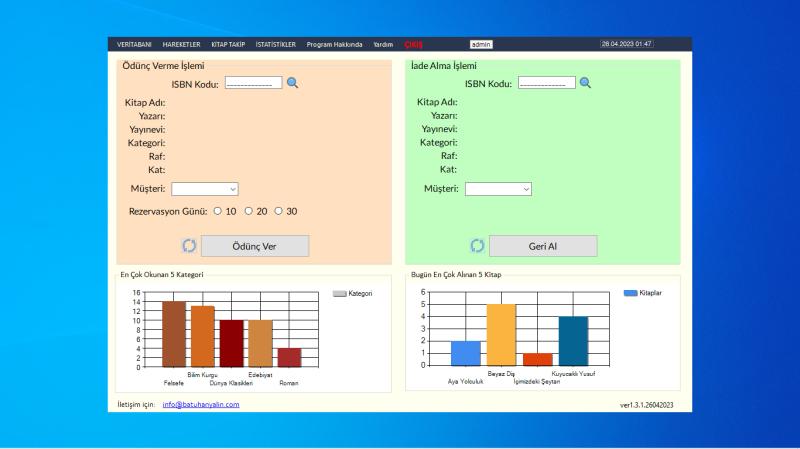 VERİTABANI HAREKETLER KİTAP TAKİP İSTATİSTİKLER Program Hakkında Yardım ÇIKIŞ admin 28.04.2023 01:47
Ödünç Verme İşlemi
ISBN Kodu: _____________
Kitap Adı:
Yazarı:
Yayınevi:
Kategori:
Raf:
Kat:
Müşteri:
Rezervasyon Günü: 10 20 30
Ödünç Ver
İade Alma İşlemi
ISBN Kodu: _____________
Kitap Adı:
Yazarı:
Yayınevi:
Kategori:
Raf:
Kat:
Müşteri:
Geri Al
En Çok Okunan 5 Kategori
16
14
12
10
8
6
4
2
0
Kategori
Bilim Kurgu Edebiyat
Felsefe Dünya Klasikleri Roman
Bugün En Çok Alınan 5 Kitap
6
5
4
3
2
1
0
Kitaplar
Beyaz Diş Kuyucaklı Yusuf
Aya Yolculuk İçimizdeki Şeytan
İletişim için: info@batuhanyalin.com
ver1.3.1.26042023